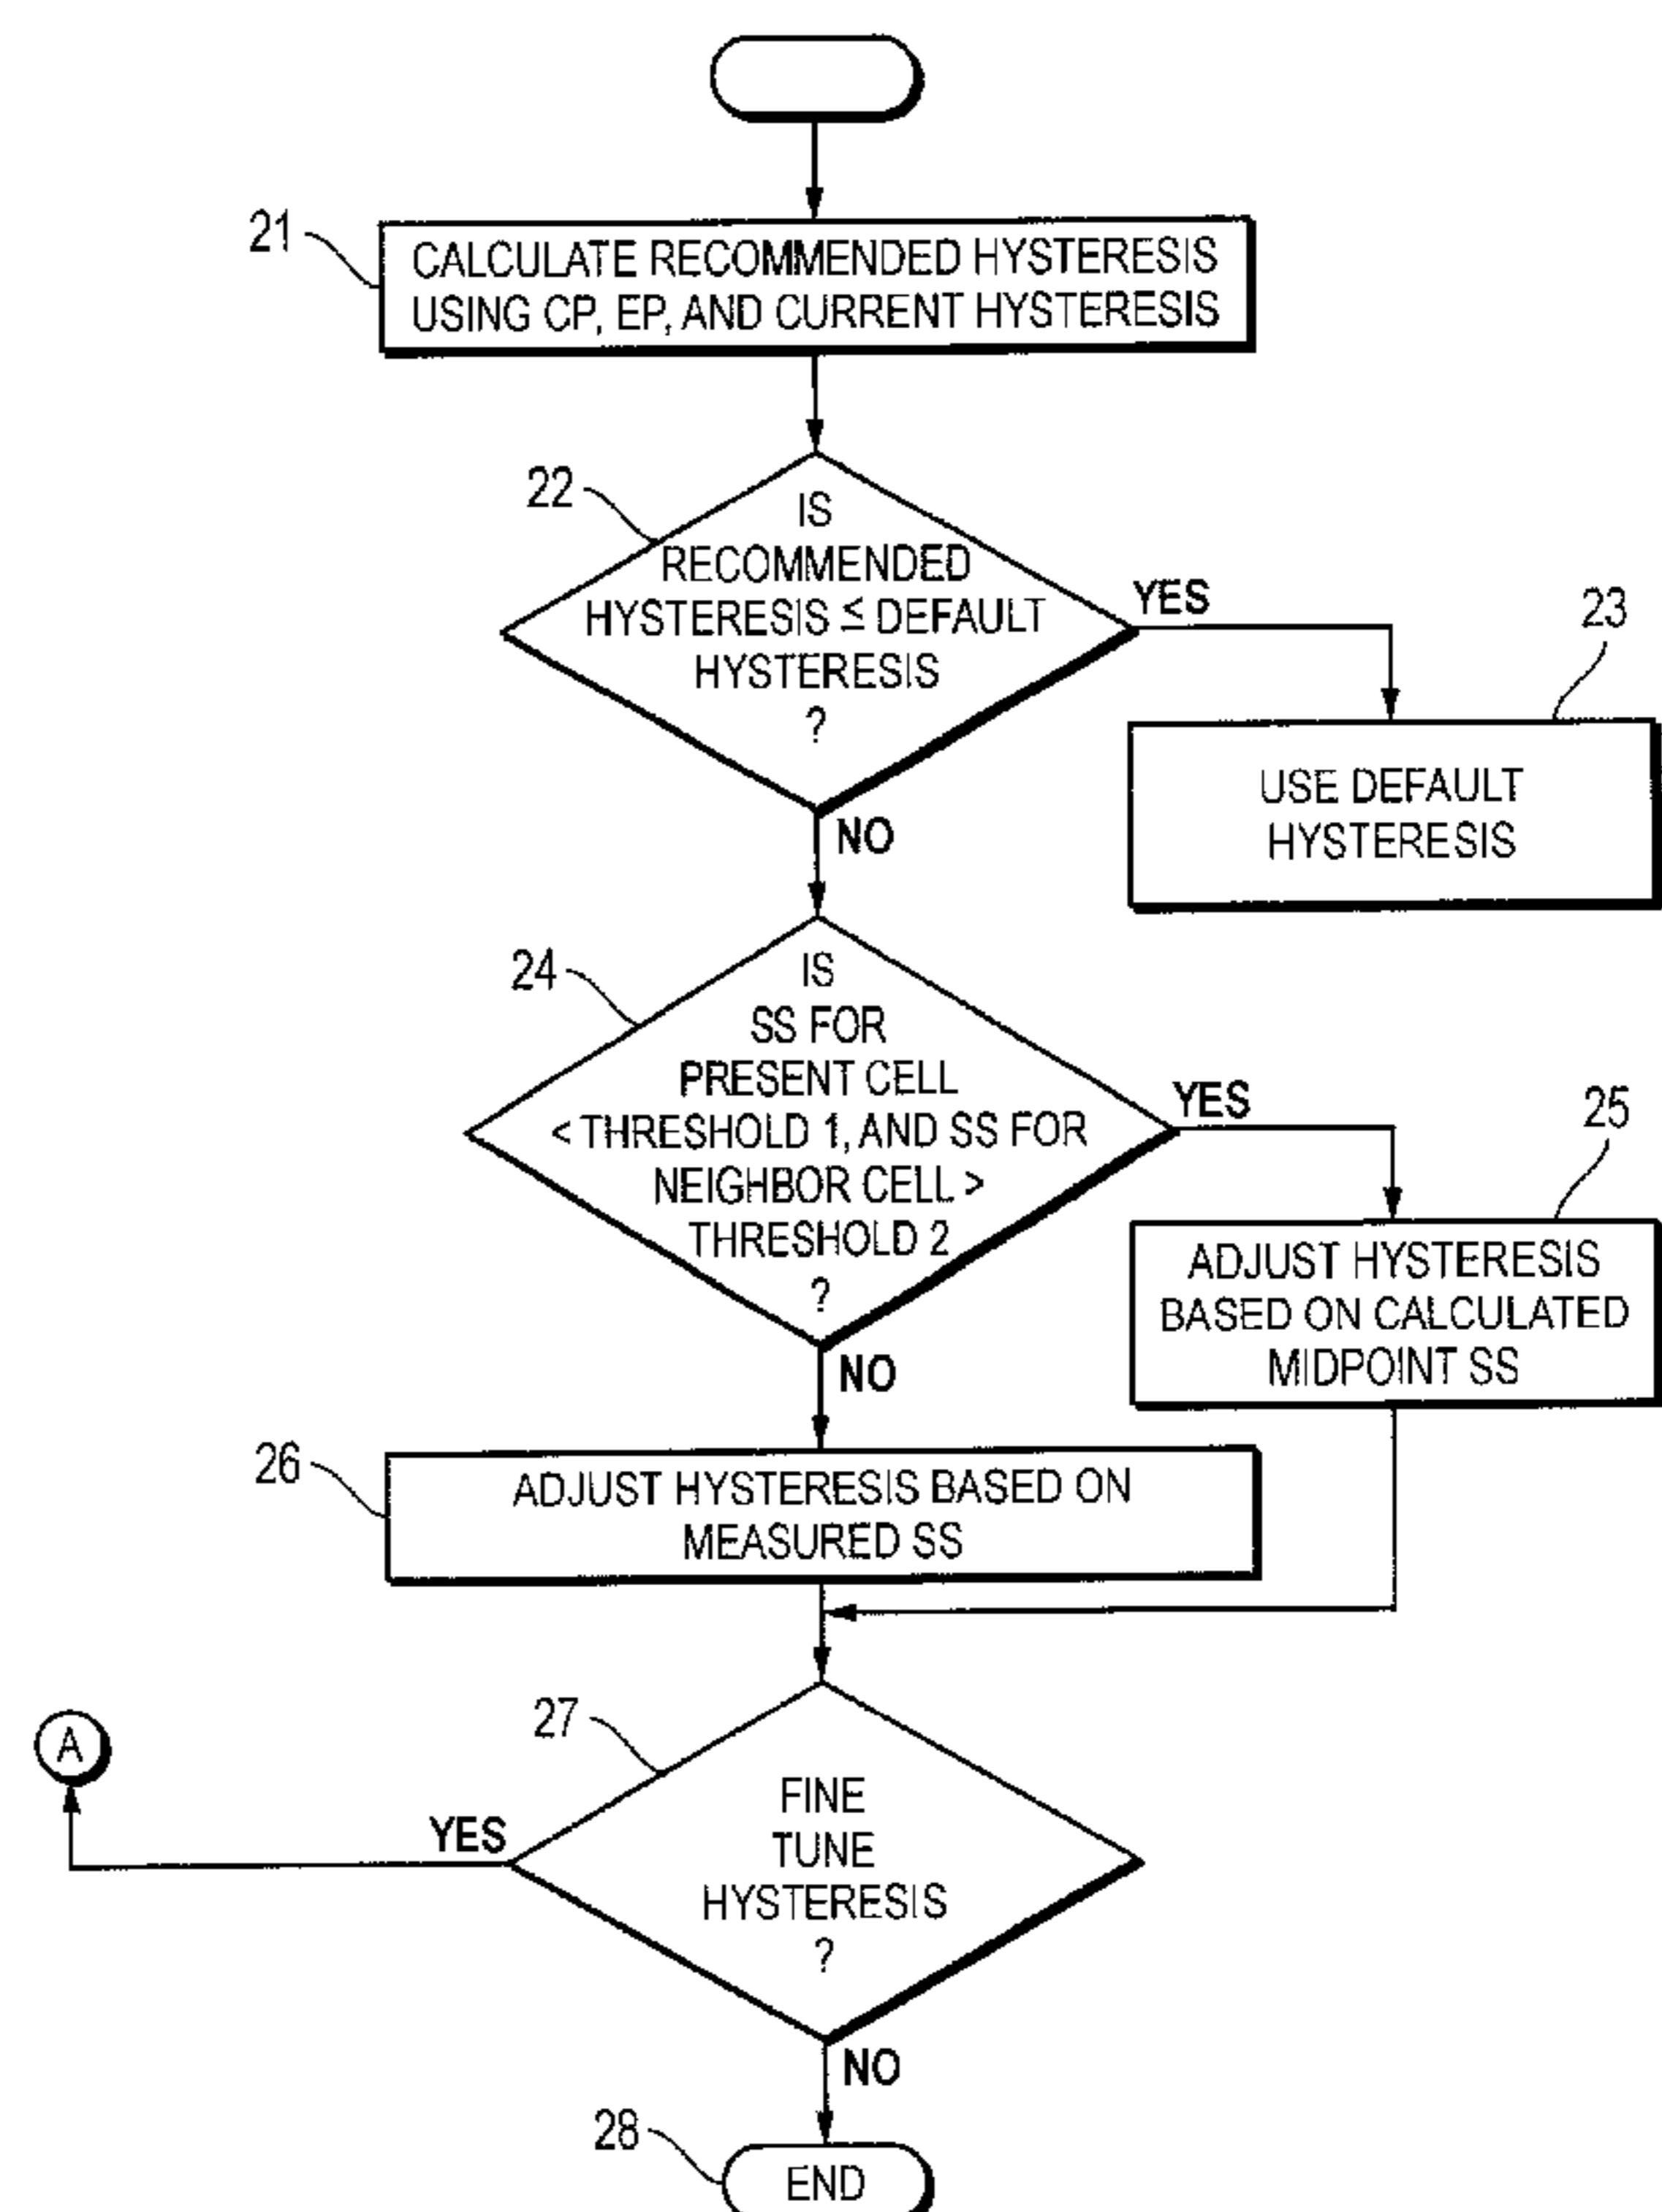 21
CALCULATE RECOMMENDED HYSTERESIS
USING CP, EP, AND CURRENT HYSTERESIS
22
IS
RECOMMENDED
HYSTERESIS ≤ DEFAULT
HYSTERESIS
?
YES
NO
23
USE DEFAULT
HYSTERESIS
24
IS
SS FOR
PRESENT CELL
< THRESHOLD 1, AND SS FOR
NEIGHBOR CELL >
THRESHOLD 2
?
YES
NO
25
ADJUST HYSTERESIS
BASED ON CALCULATED
MIDPOINT SS
26
ADJUST HYSTERESIS BASED ON
MEASURED SS
27
FINE
TUNE
HYSTERESIS
?
YES
A
NO
28
END